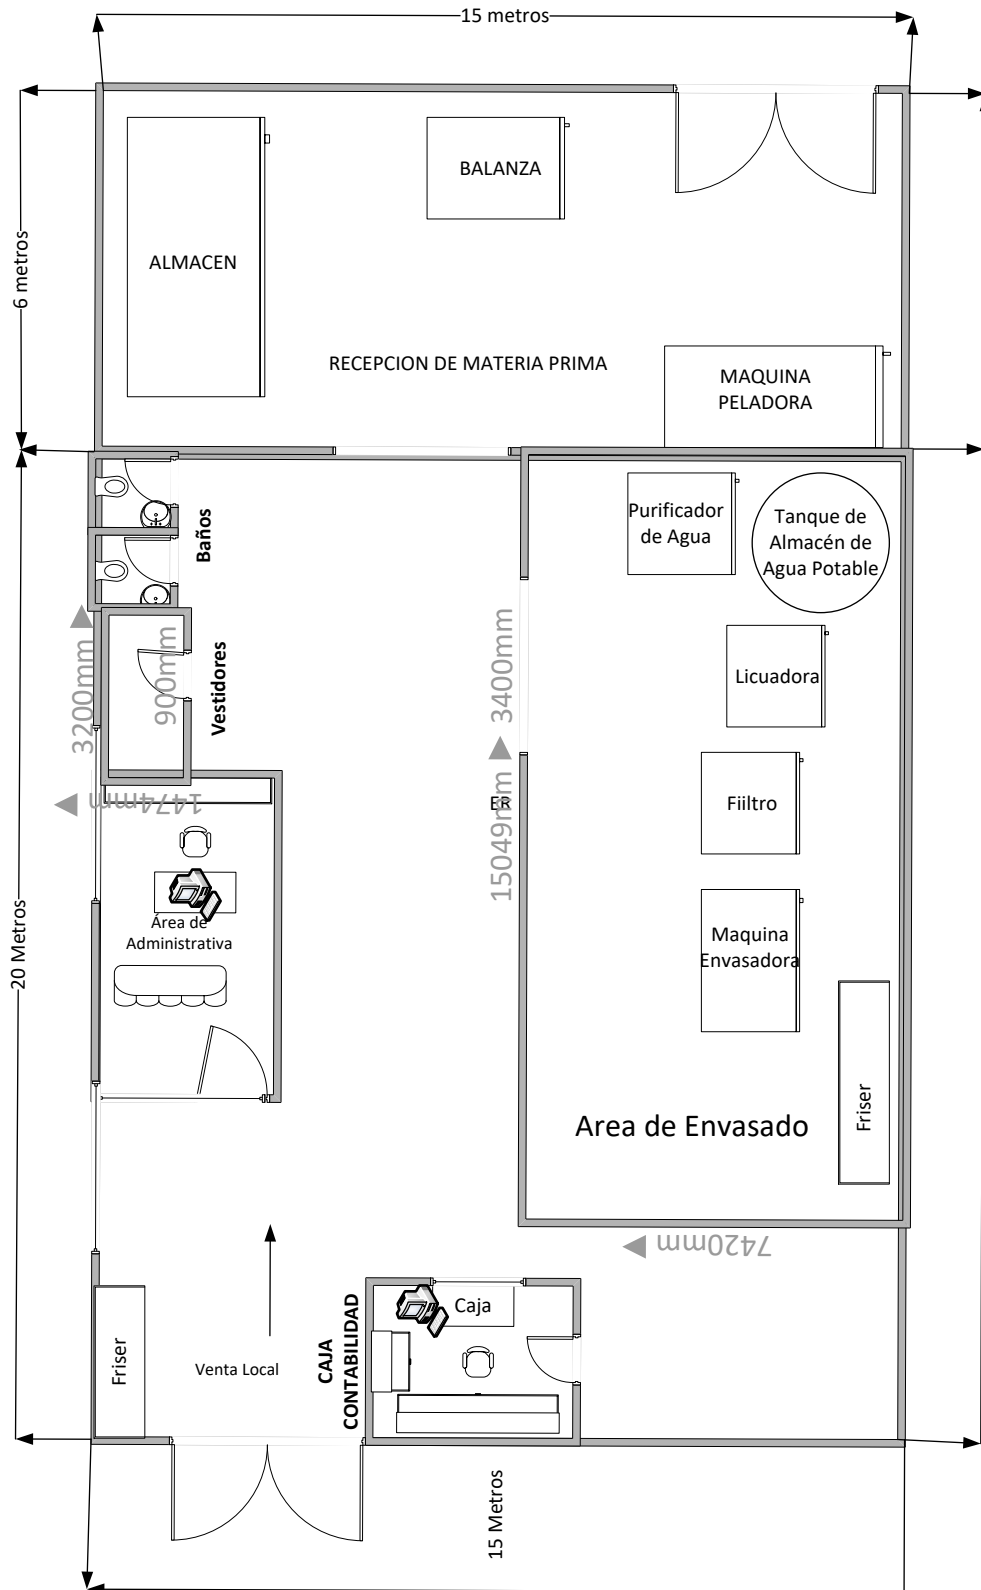 15 metros
6 metros
ALMACEN
BALANZA
RECEPCION DE MATERIA PRIMA
MAQUINA
PELADORA
20 Metros
Baños
Vestidores
3200mm
900mm
1474mm
3400mm
15049mm
ER
Purificador
de Agua
Tanque de
Almacén de
Agua Potable
Licuadora
Fiiltro
Maquina
Envasadora
Friser
Area de Envasado
7420mm
Área de
Administrativa
Friser
Venta Local
CAJA
CONTABILIDAD
Caja
15 Metros